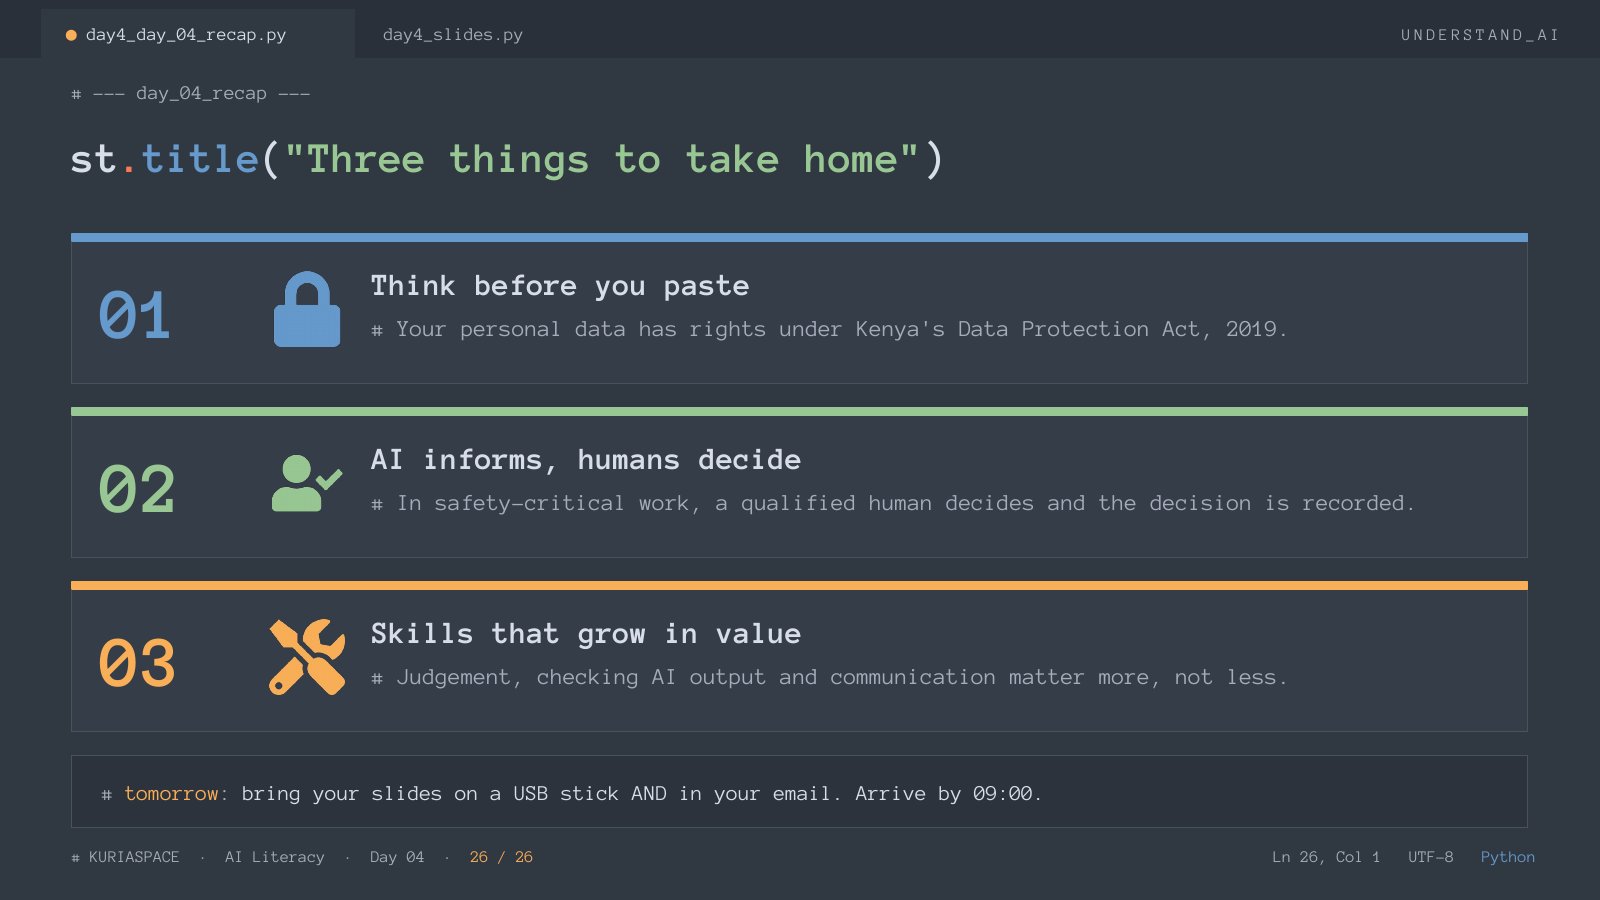 day4_day_04_recap.py
day4_slides.py
UNDERSTAND_AI
# --- day_04_recap ---
st.title("Three things to take home")
01
Think before you paste
# Your personal data has rights under Kenya's Data Protection Act, 2019.
02
AI informs, humans decide
# In safety-critical work, a qualified human decides and the decision is recorded.
03
Skills that grow in value
# Judgement, checking AI output and communication matter more, not less.
# tomorrow: bring your slides on a USB stick AND in your email. Arrive by 09:00.
# KURIASPACE · AI Literacy · Day 04 · 26 / 26
Ln 26, Col 1 UTF-8 Python